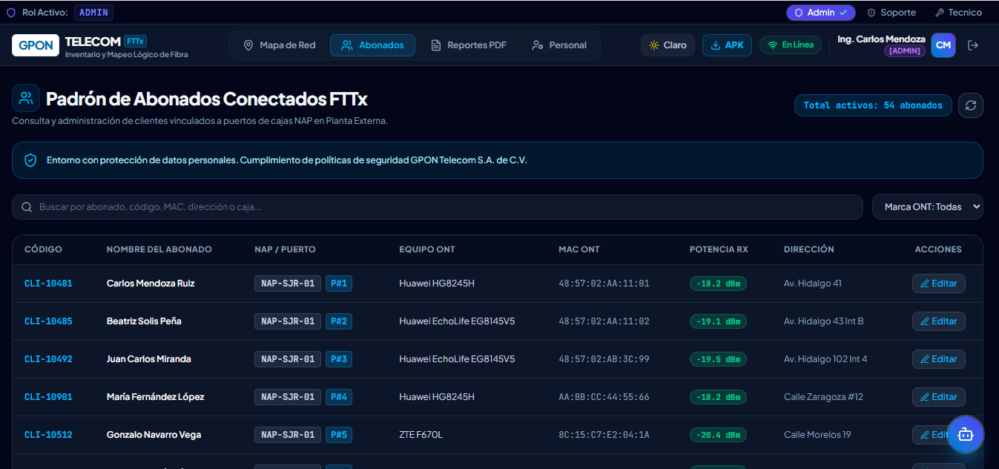 Rol Activo: ADMIN Admin Soporte Tecnico
GPON TELECOM FTTx
Inventario y Mapeo Lógico de Fibra
Mapa de Red Abonados Reportes PDF Personal
Claro APK En Línea
Ing. Carlos Mendoza
[ADMIN]
CM
Padrón de Abonados Conectados FTTx
Consulta y administración de clientes vinculados a puertos de cajas NAP en Planta Externa.
Total activos: 54 abonados
Entorno con protección de datos personales. Cumplimiento de políticas de seguridad GPON Telecom S.A. de C.V.
Buscar por abonado, código, MAC, dirección o caja...
Marca ONT: Todas
CÓDIGO NOMBRE DEL ABONADO NAP / PUERTO EQUIPO ONT MAC ONT POTENCIA RX DIRECCIÓN ACCIONES
CLI-10481 Carlos Mendoza Ruiz NAP-SJR-01 P#1 Huawei HG8245H 48:57:02:AA:11:01 -18.2 dBm Av. Hidalgo 41 Editar
CLI-10485 Beatriz Solis Peña NAP-SJR-01 P#2 Huawei EchoLife EG8145V5 48:57:02:AA:11:02 -19.1 dBm Av. Hidalgo 43 Int B Editar
CLI-10492 Juan Carlos Miranda NAP-SJR-01 P#3 Huawei EchoLife EG8145V5 48:57:02:AB:3C:99 -19.5 dBm Av. Hidalgo 102 Int 4 Editar
CLI-10901 María Fernández López NAP-SJR-01 P#4 Huawei HG8245H AA:BB:CC:44:55:66 -18.2 dBm Calle Zaragoza #12 Editar
CLI-10512 Gonzalo Navarro Vega NAP-SJR-01 P#5 ZTE F670L 8C:15:C7:E2:04:1A -20.4 dBm Calle Morelos 19 Edit